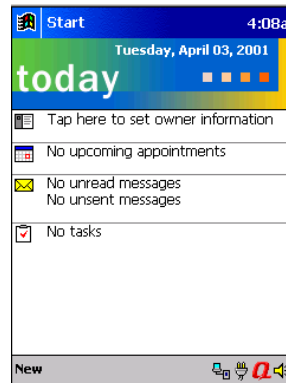 Start 4:08a
Tuesday, April 03, 2001
today
Tap here to set owner information
No upcoming appointments
No unread messages
No unsent messages
No tasks
New